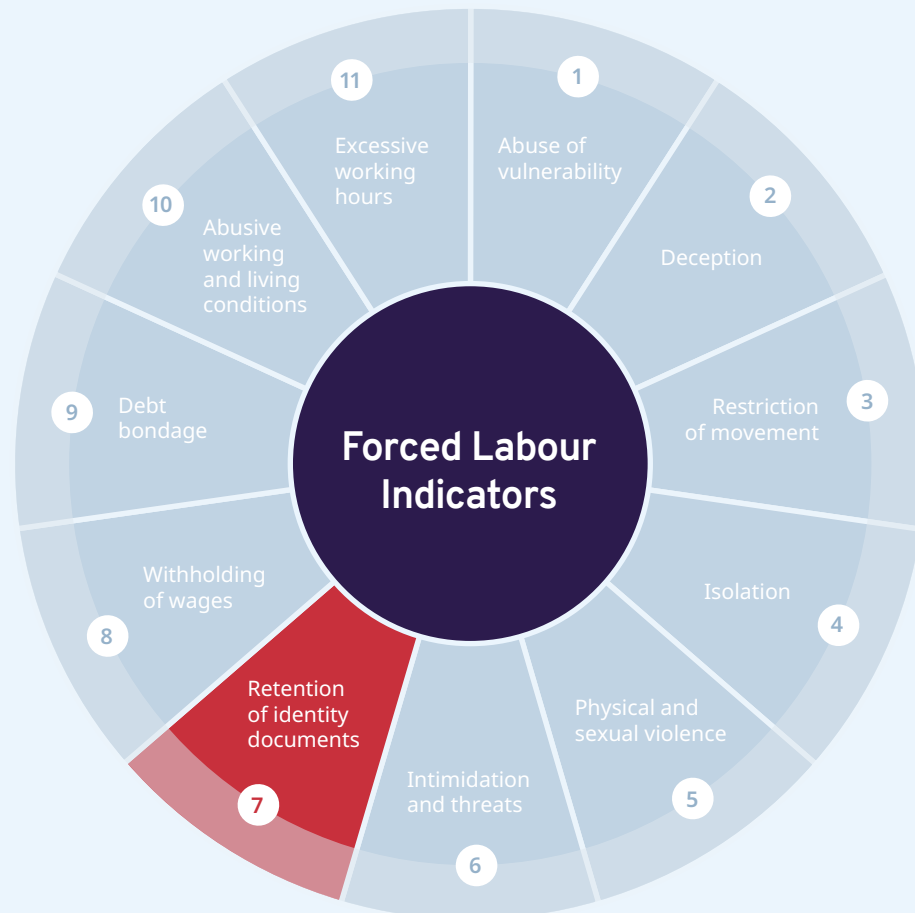 Forced Labour
Indicators
1
Abuse of
vulnerability
2
Deception
3
Restriction
of movement
4
Isolation
5
Physical and
sexual violence
6
Intimidation
and threats
7
Retention
of identity
documents
8
Withholding
of wages
9
Debt
bondage
10
Abusive
working
and living
conditions
11
Excessive
working
hours